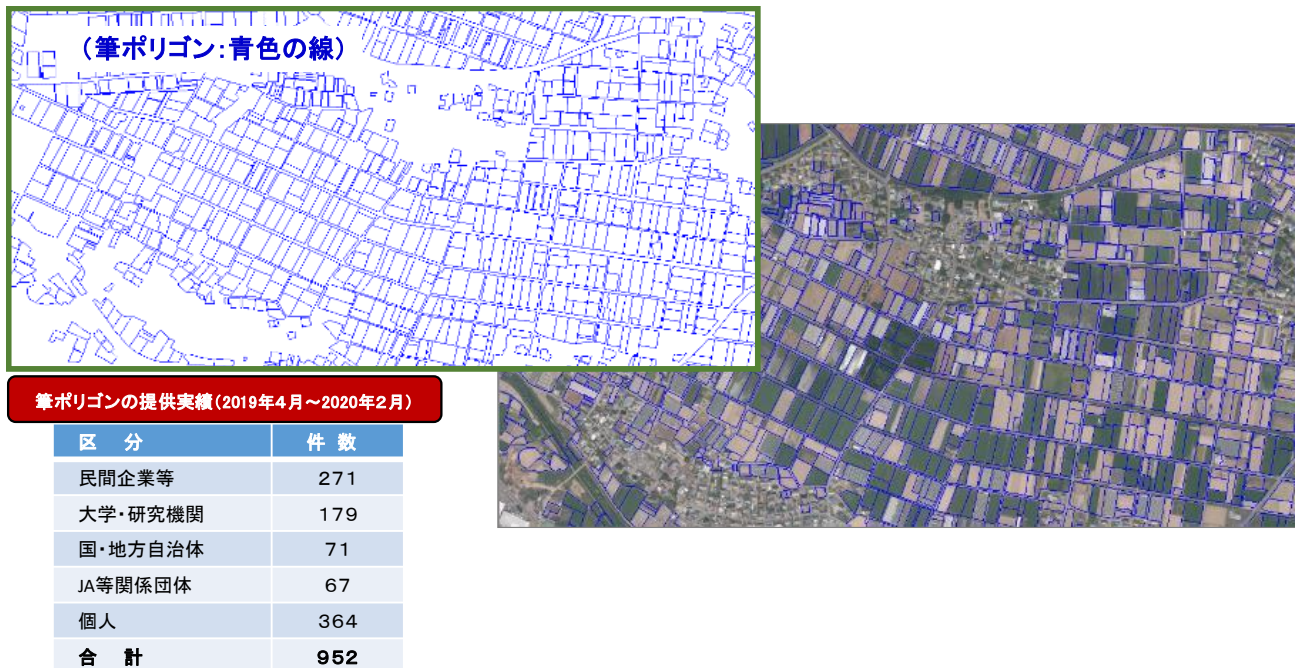 （筆ポリゴン：青色の線）
筆ポリゴンの提供実績（2019年4月～2020年2月）
区　分　件 数
民間企業等　２７１
大学・研究機関　１７９
国・地方自治体　７１
JA等関係団体　６７
個人　３６４
合　計　９５２